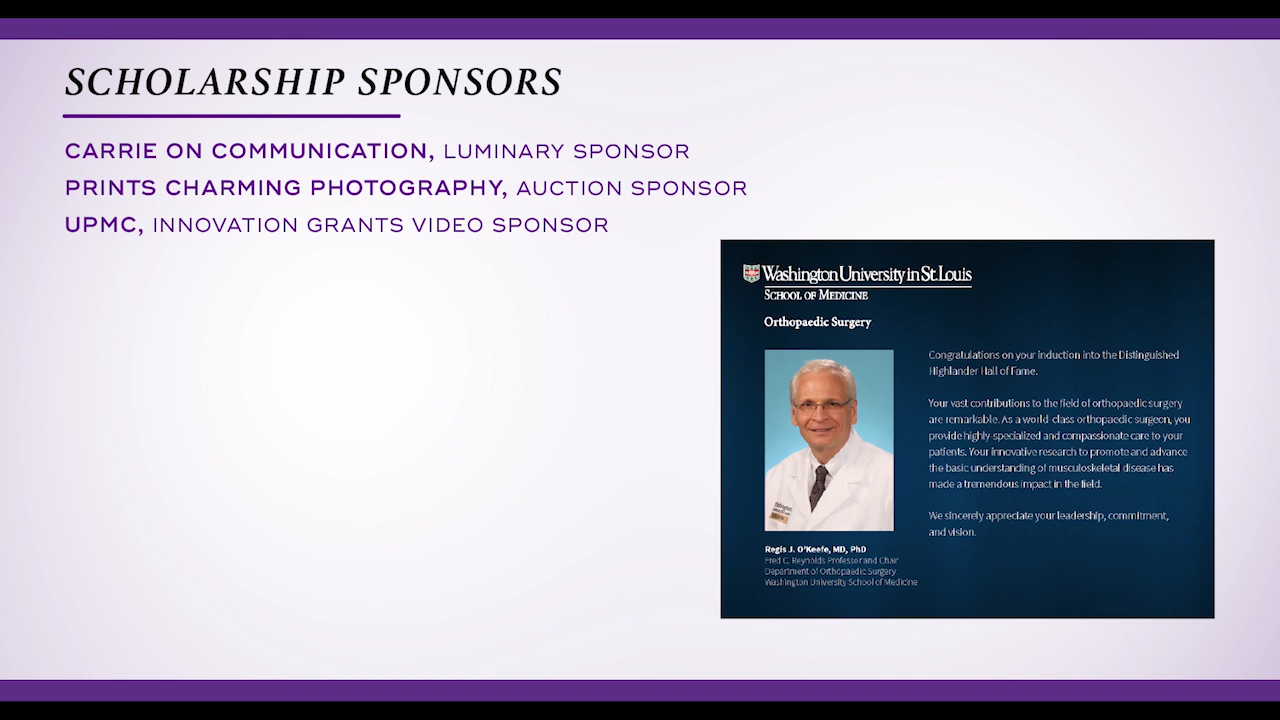 SCHOLARSHIP SPONSORS
CARRIE ON COMMUNICATION, LUMINARY SPONSOR
PRINTS CHARMING PHOTOGRAPHY, AUCTION SPONSOR
UPMC, INNOVATION GRANTS VIDEO SPONSOR
Washington University in St. Louis
SCHOOL OF MEDICINE
Orthopaedic Surgery
Congratulations on your induction into the Distinguished
Highlander Hall of Fame.
Your vast contributions to the field of orthopaedic surgery
are remarkable. As a world-class orthopaedic surgeon, you
provide highly-specialized and compassionate care to your
patients. Your innovative research to promote and advance
the basic understanding of musculoskeletal disease has
made a tremendous impact in the field.
We sincerely appreciate your leadership, commitment,
and vision.
Regis J. O'Keefe, MD, PhD
Fred C. Reynolds Professor and Chair
Department of Orthopaedic Surgery
Washington University School of Medicine